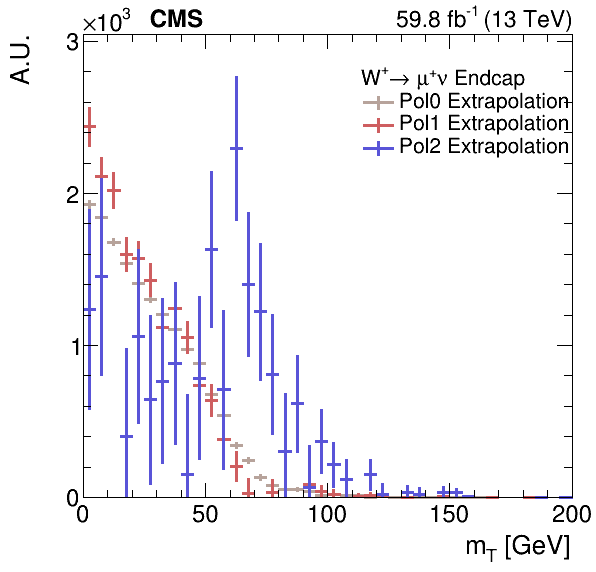 ×10³ CMS 59.8 fb⁻¹ (13 TeV)
A.U.
W⁺→ μ⁺ν Endcap
Pol0 Extrapolation
Pol1 Extrapolation
Pol2 Extrapolation
3
2
1
0
0 50 100 150 200
m_T [GeV]